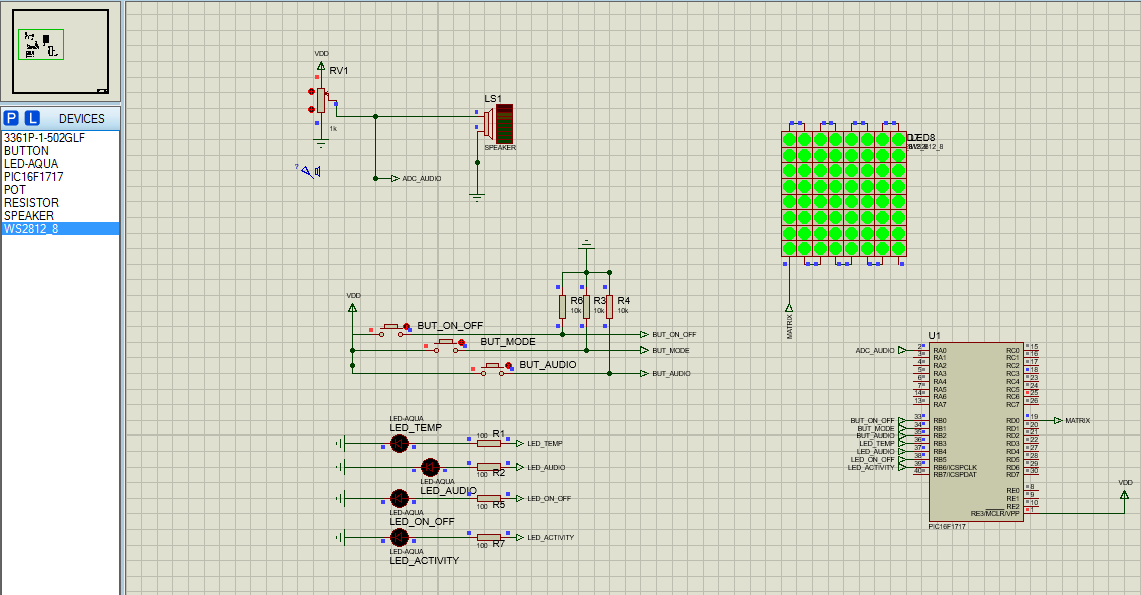 P L DEVICES
3361P-1-502GLF
BUTTON
LED-AQUA
PIC16F1717
POT
RESISTOR
SPEAKER
WS2812_8
VDD
RV1
1k
?
LS1
SPEAKER
ADC_AUDIO
MATRIX
VDD
R6
10k
R3
10k
R4
10k
BUT_ON_OFF
BUT_ON_OFF
BUT_MODE
BUT_MODE
BUT_AUDIO
BUT_AUDIO
LED-AQUA
LED_TEMP
R1
100
LED_TEMP
LED-AQUA
LED_AUDIO
100
R2
LED_AUDIO
LED-AQUA
LED_ON_OFF
100
R5
LED_ON_OFF
LED-AQUA
LED_ACTIVITY
100
R7
LED_ACTIVITY
U1
ADC_AUDIO
2 RA0 RC0 15
3 RA1 RC1 16
4 RA2 RC2 17
5 RA3 RC3 18
6 RA4 RC4 23
7 RA5 RC5 24
14 RA6 RC6 25
13 RA7 RC7 26
BUT_ON_OFF 33 RB0 RD0 19 MATRIX
BUT_MODE 34 RB1 RD1 20
BUT_AUDIO 35 RB2 RD2 21
LED_TEMP 36 RB3 RD3 22
LED_AUDIO 37 RB4 RD4 27
LED_ON_OFF 38 RB5 RD5 28
LED_ACTIVITY 39 RB6/ICSPCLK RD6 29
40 RB7/ICSPDAT RD7 30
RE0 8
RE1 9
RE2 10
RE3/MCLR/VPP 1
VDD
PIC16F1717